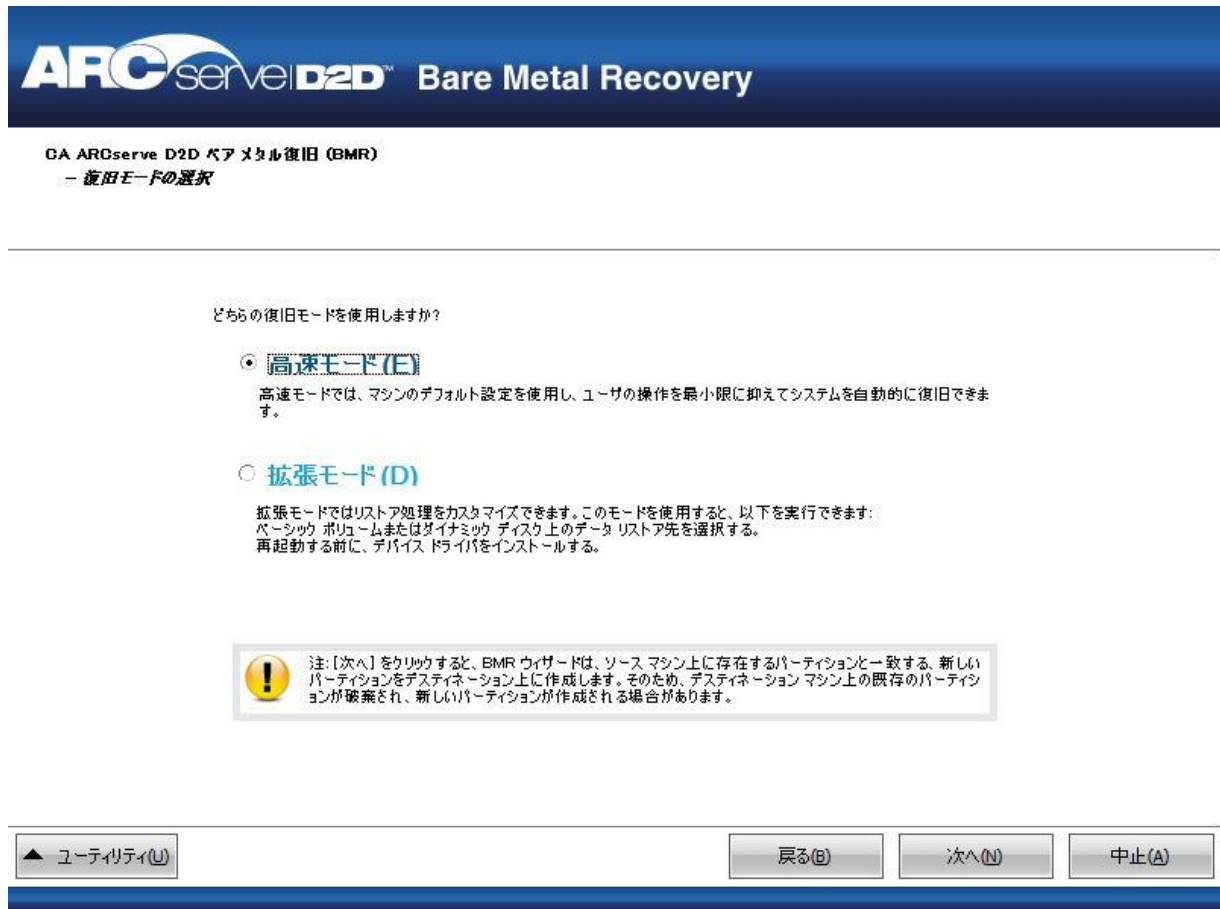 ARCserve D2D™ Bare Metal Recovery
CA ARCserve D2D ベアメタル復旧 (BMR)
– 復旧モードの選択
どちらの復旧モードを使用しますか?
高速モード(E)
高速モードでは、マシンのデフォルト設定を使用し、ユーザの操作を最小限に抑えてシステムを自動的に復旧できま
す。
拡張モード(D)
拡張モードではリストア処理をカスタマイズできます。このモードを使用すると、以下を実行できます:
ベーシック ボリュームまたはダイナミック ディスク上のデータ リストア先を選択する。
再起動する前に、デバイス ドライバをインストールする。
注: [次へ] をクリックすると、BMR ウィザードは、ソース マシン上に存在するパーティションと一致する、新しい
パーティションをデスティネーション上に作成します。そのため、デスティネーション マシン上の既存のパーティシ
ョンが破棄され、新しいパーティションが作成される場合があります。
▲ ユーティリティ(U)
戻る(B)
次へ(N)
中止(A)